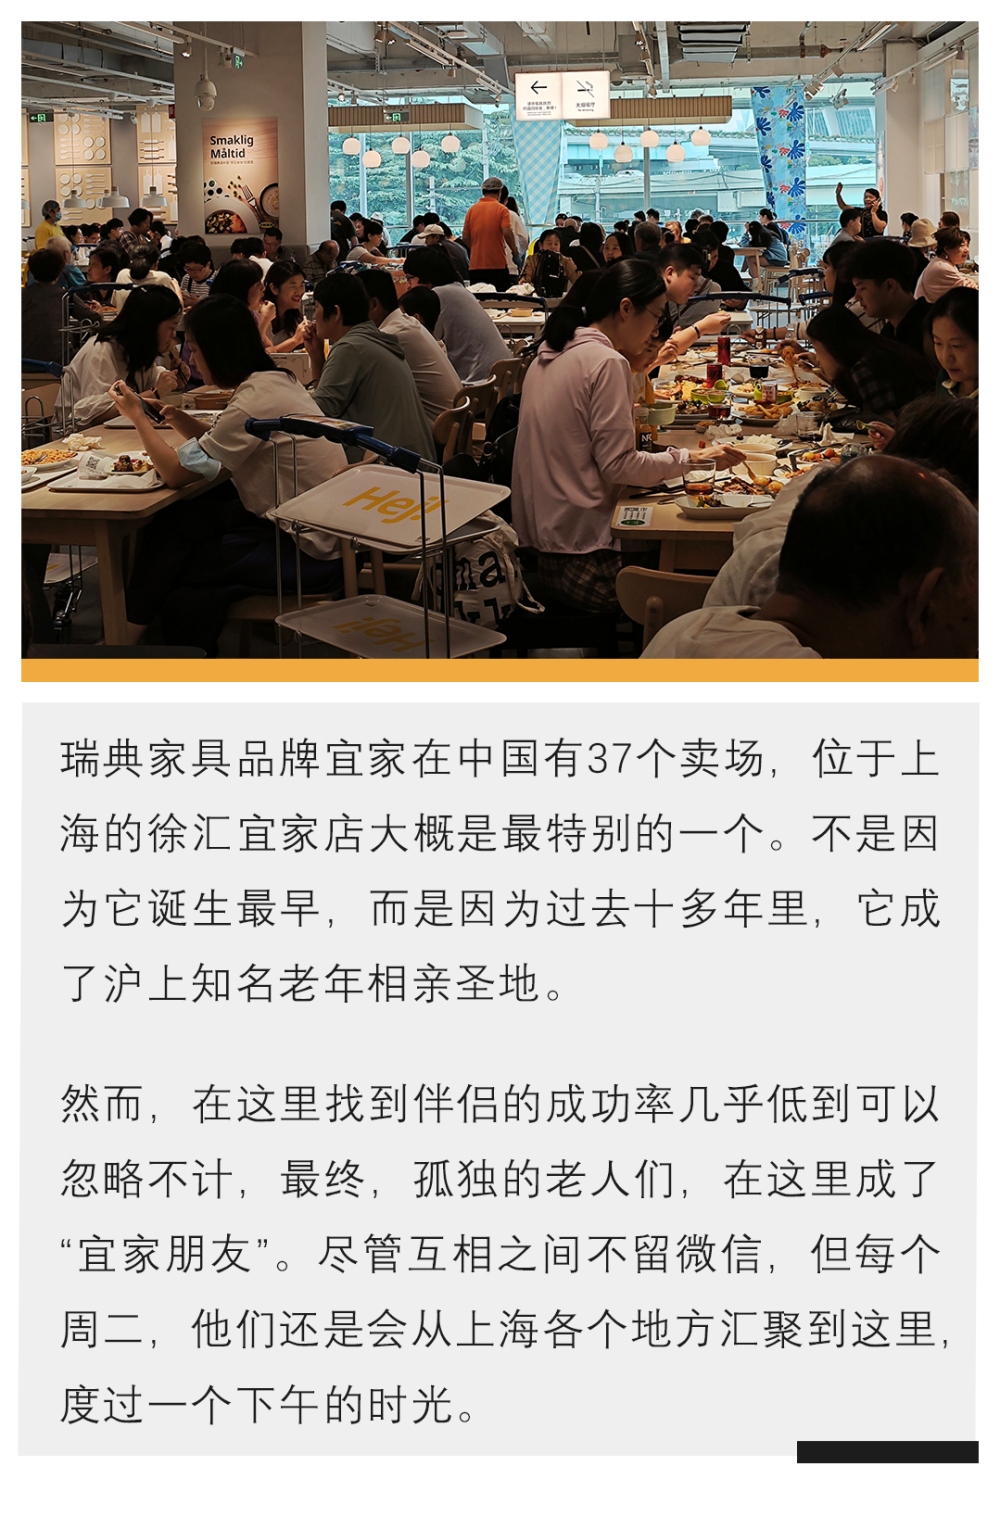 Smaklig
Måltid
Hej!
Hej!
瑞典家具品牌宜家在中国有37个卖场，位于上
海的徐汇宜家店大概是最特别的一个。不是因
为它诞生最早，而是因为过去十多年里，它成
了沪上知名老年相亲圣地。
然而，在这里找到伴侣的成功率几乎低到可以
忽略不计，最终，孤独的老人们，在这里成了
“宜家朋友”。尽管互相之间不留微信，但每个
周二，他们还是会从上海各个地方汇聚到这里，
度过一个下午的时光。